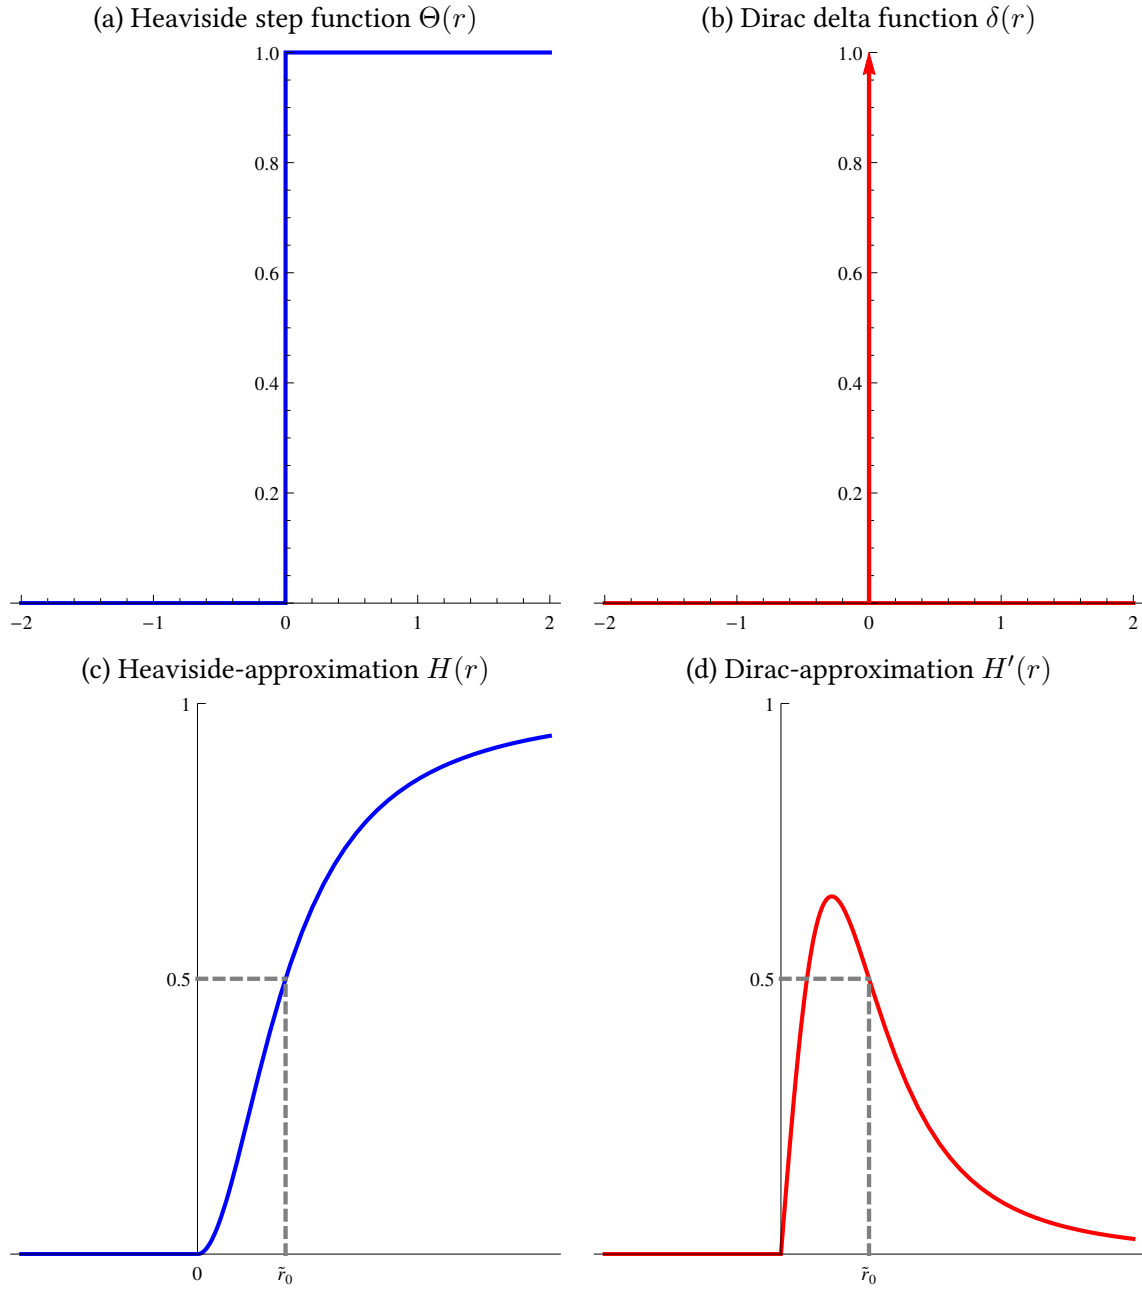 (a) Heaviside step function Θ(r)
1.0
0.8
0.6
0.4
0.2
−2 −1 0 1 2
(b) Dirac delta function δ(r)
1.0
0.8
0.6
0.4
0.2
−2 −1 0 1 2
(c) Heaviside-approximation H(r)
1
0.5
0 r̃₀
(d) Dirac-approximation H′(r)
1
0.5
r̃₀